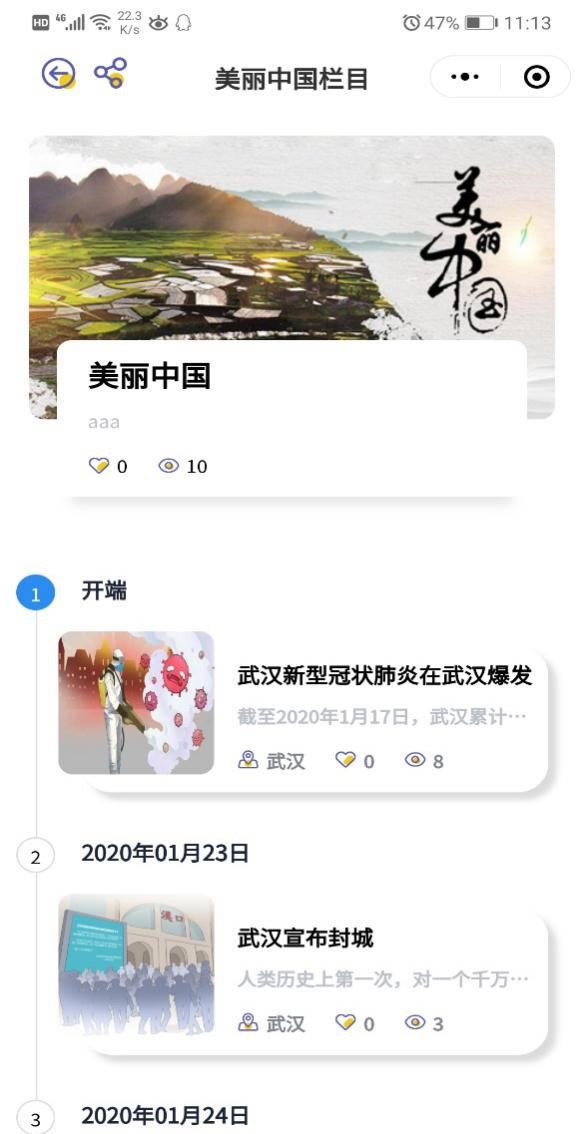 HD 4G 22.3 K/s 47% 11:13
美丽中国栏目
美丽中国
美丽中国
aaa
0 10
1 开端
武汉新型冠状肺炎在武汉爆发
截至2020年1月17日，武汉累计…
武汉 0 8
2 2020年01月23日
汉口
武汉宣布封城
人类历史上第一次，对一个千万…
武汉 0 3
3 2020年01月24日